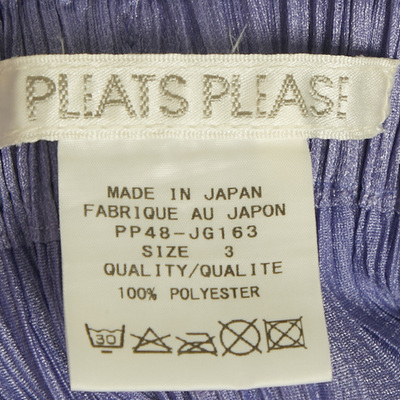 PLEATS PLEASE
MADE IN JAPAN
FABRIQUE AU JAPON
PP48-JG163
SIZE 3
QUALITY/QUALITE
100% POLYESTER
30